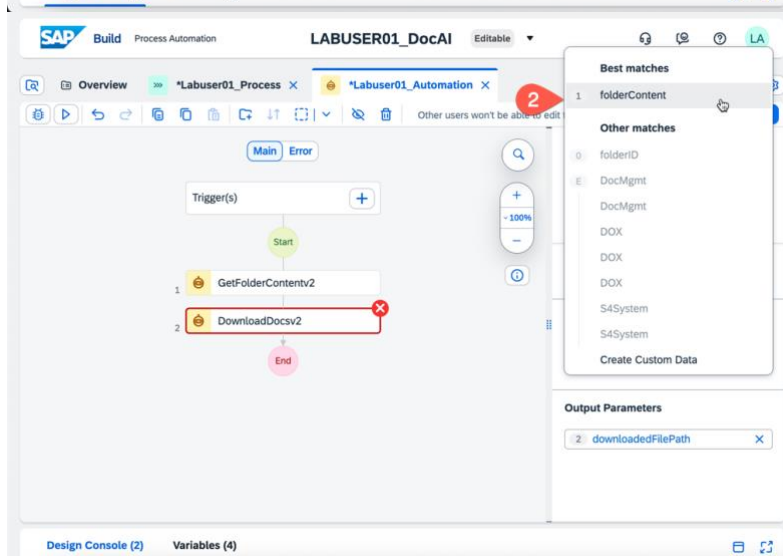 SAP Build Process Automation LABUSER01_DocAI Editable LA
Overview *Labuser01_Process *Labuser01_Automation
Other users won't be able to edit
Main Error
Trigger(s)
Start
1 GetFolderContentv2
2 DownloadDocsv2
End
- 100%
2
Best matches
1 folderContent
Other matches
0 folderID
E DocMgmt
DocMgmt
DOX
DOX
DOX
S4System
S4System
Create Custom Data
Output Parameters
2 downloadedFilePath
Design Console (2) Variables (4)